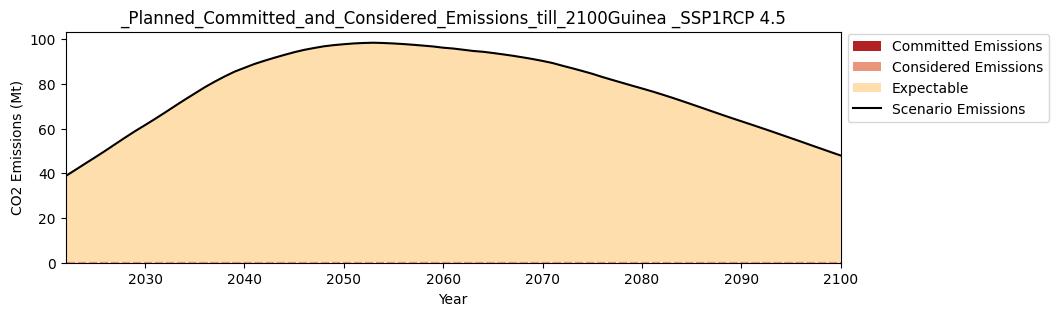 _Planned_Committed_and_Considered_Emissions_till_2100Guinea _SSP1RCP 4.5
100
80
60
40
20
0
CO2 Emissions (Mt)
2030 2040 2050 2060 2070 2080 2090 2100
Year
Committed Emissions
Considered Emissions
Expectable
Scenario Emissions